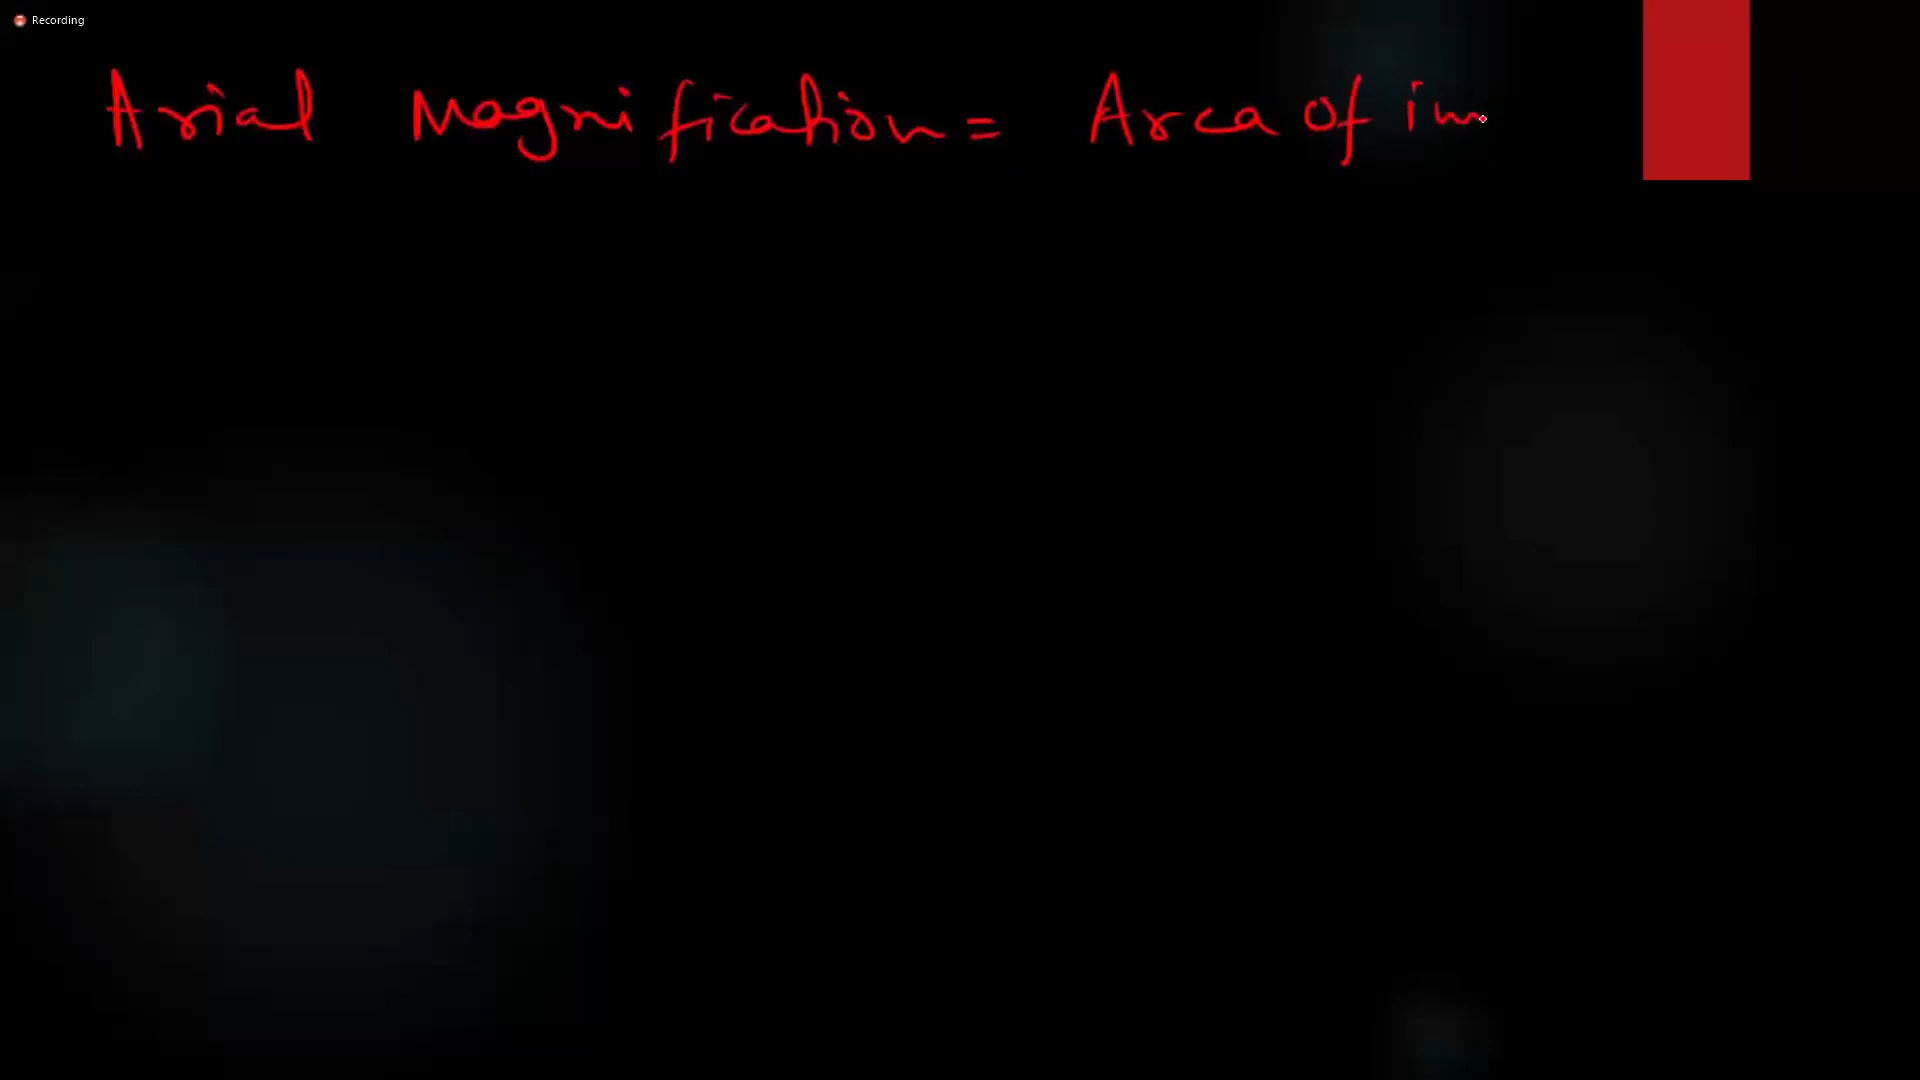 Recording
Arial Magnification = Area of im